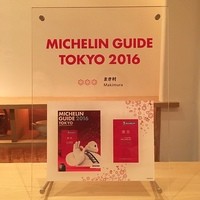 MICHELIN GUIDE
TOKYO 2016
まき村
Makimura
MICHELIN
GUIDE 2016
TOKYO